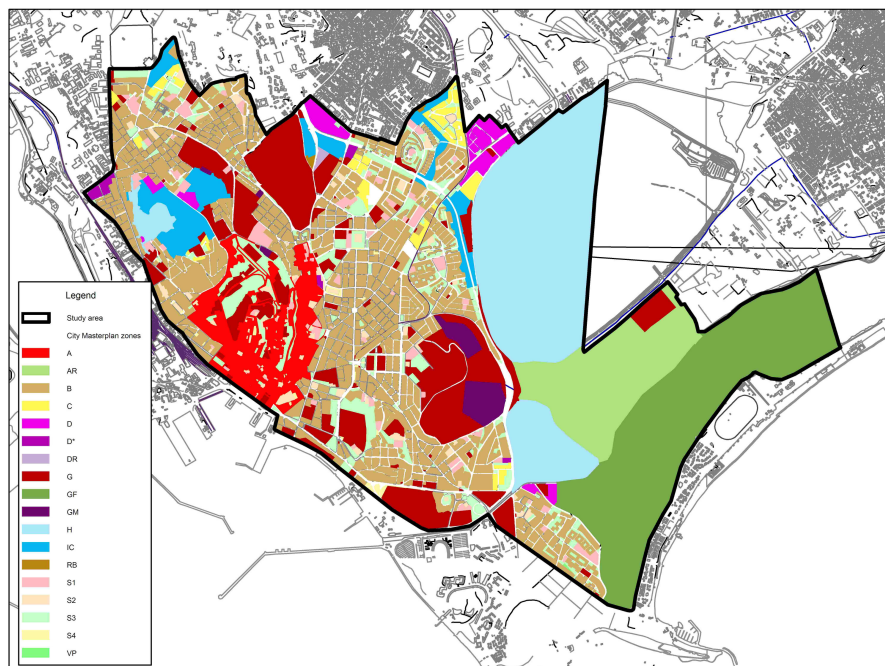 Legend
Study area
City Masterplan zones
A
AR
B
C
D
D*
DR
G
GF
GM
H
IC
RB
S1
S2
S3
S4
VP